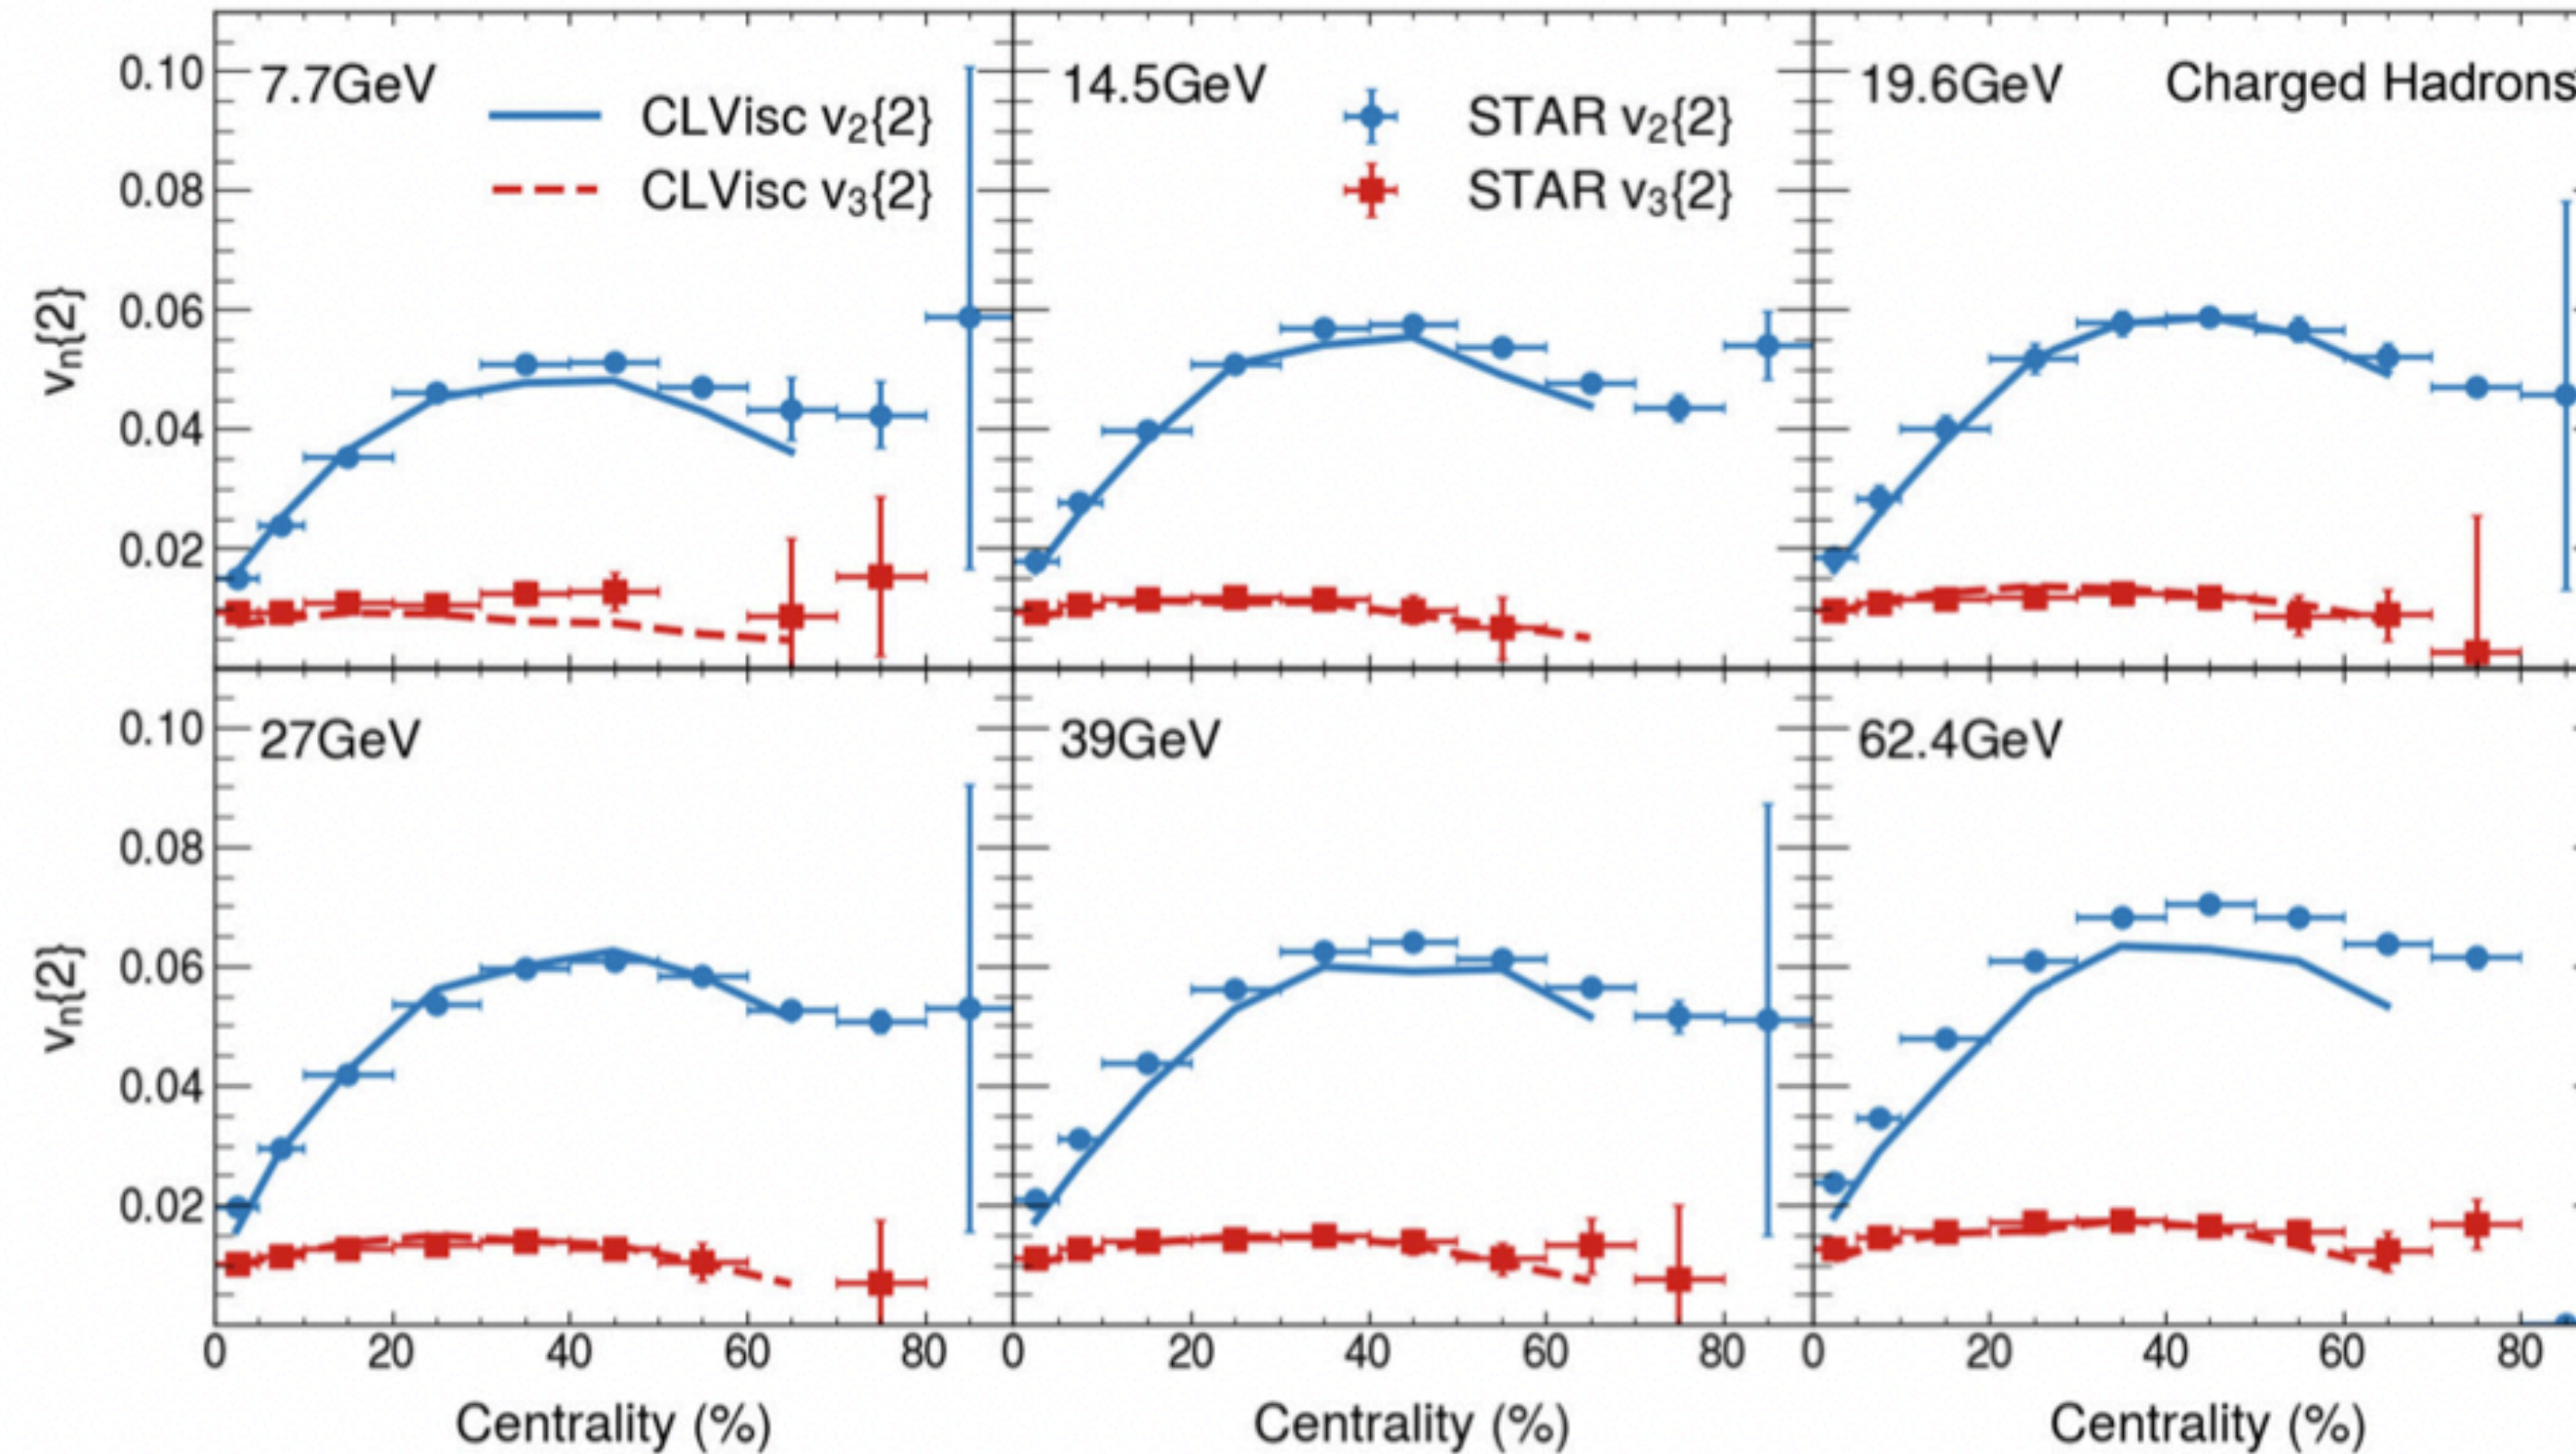 7.7GeV
CLVisc v₂{2}
CLVisc v₃{2}
14.5GeV
STAR v₂{2}
STAR v₃{2}
19.6GeV
Charged Hadrons
vₙ{2}
0.10
0.08
0.06
0.04
0.02
27GeV
39GeV
62.4GeV
vₙ{2}
0.10
0.08
0.06
0.04
0.02
0 20 40 60 80 0 20 40 60 80 0 20 40 60 80
Centrality (%) Centrality (%) Centrality (%)